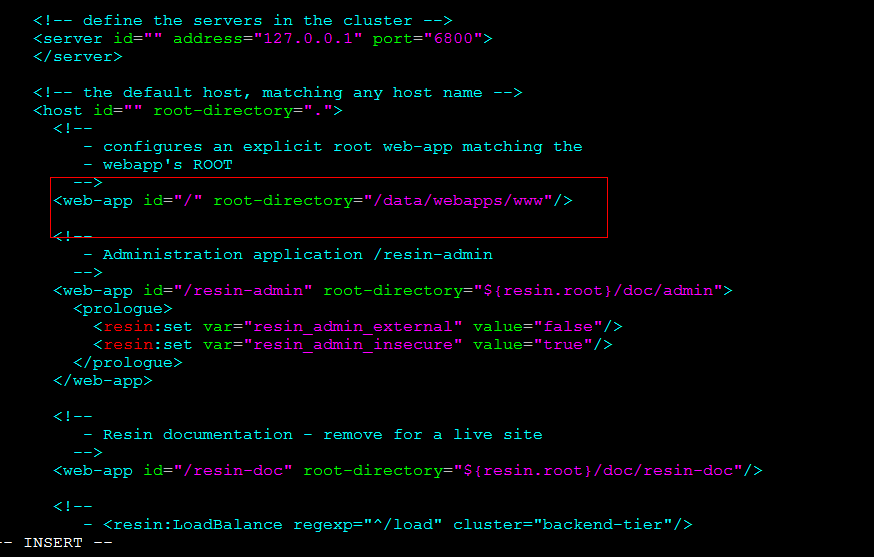 <!-- define the servers in the cluster -->
<server id="" address="127.0.0.1" port="6800">
</server>
<!-- the default host, matching any host name -->
<host id="" root-directory=".">
<!--
- configures an explicit root web-app matching the
- webapp's ROOT
-->
<web-app id="/" root-directory="/data/webapps/www"/>
<!--
- Administration application /resin-admin
-->
<web-app id="/resin-admin" root-directory="${resin.root}/doc/admin">
<prologue>
<resin:set var="resin_admin_external" value="false"/>
<resin:set var="resin_admin_insecure" value="true"/>
</prologue>
</web-app>
<!--
- Resin documentation - remove for a live site
-->
<web-app id="/resin-doc" root-directory="${resin.root}/doc/resin-doc"/>
<!--
- <resin:LoadBalance regexp="^/load" cluster="backend-tier"/>
-- INSERT --